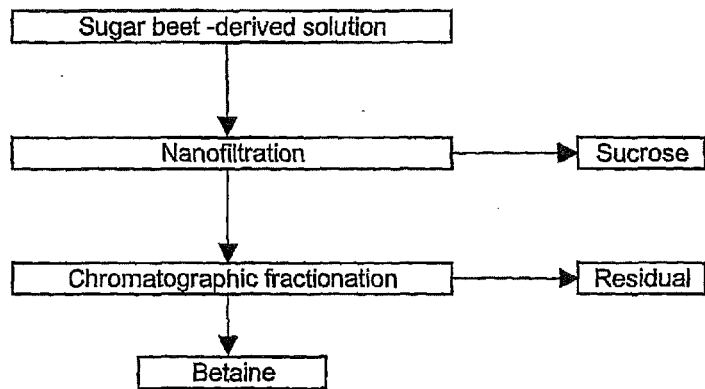 Sugar beet -derived solution
Nanofiltration
Sucrose
Chromatographic fractionation
Residual
Betaine